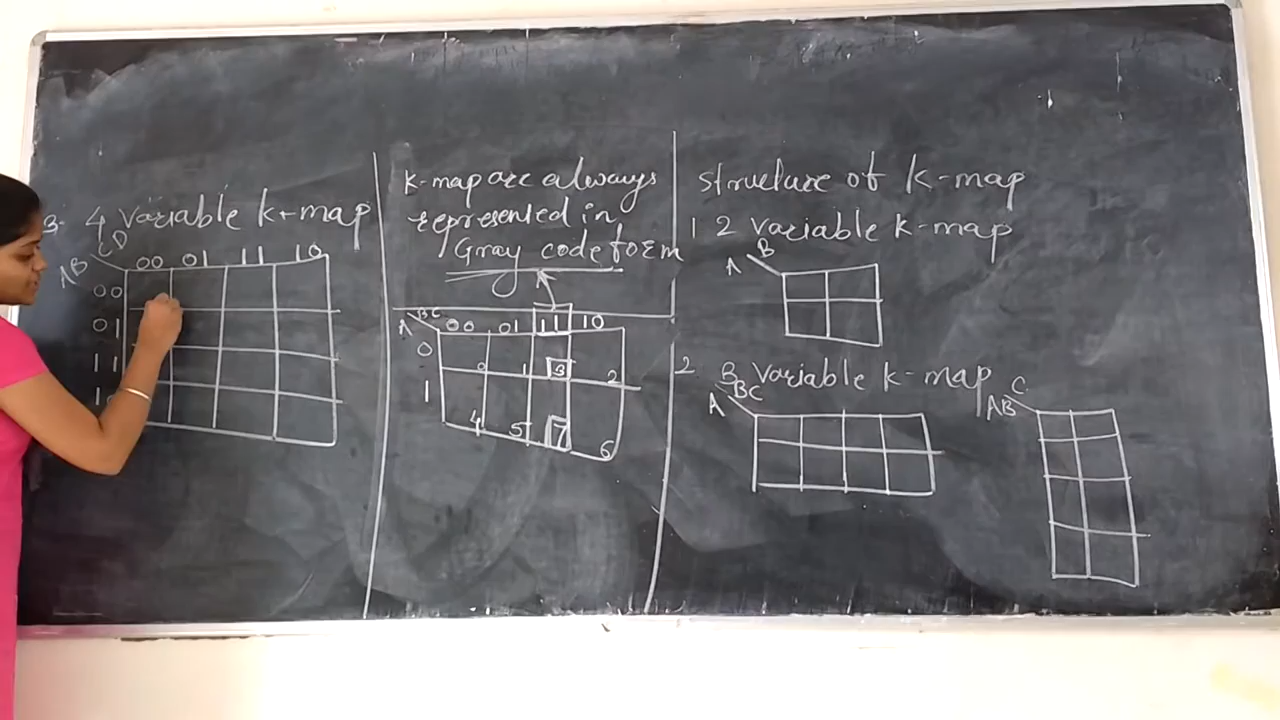 3. 4 Variable k-map
CD
AB
00 01 11 10
00
01
11
1
k-map are always
represented in
Gray code form
BC
A
00 01 11 10
0
0 1 3 2
1
4 5 7 6
structure of k-map
1 2 variable k-map
B
A
2 3 Variable k-map
BC
A
C
AB